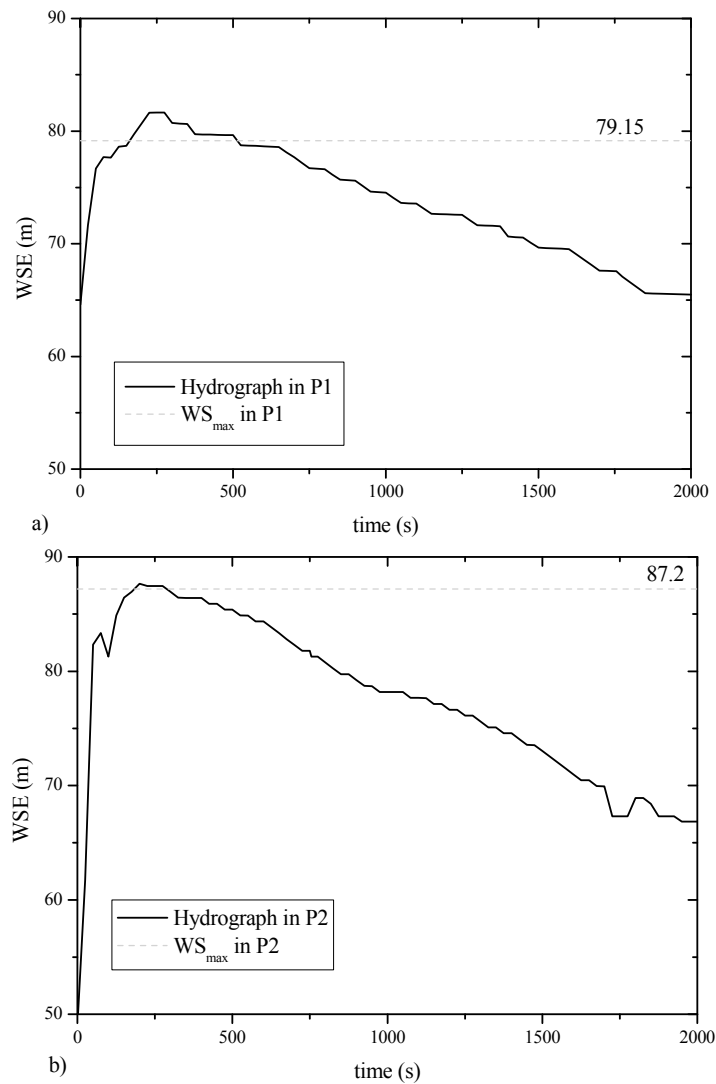 90
80
79.15
70
WSE (m)
60
Hydrograph in P1
WSmax in P1
50
0 500 1000 1500 2000
a)
time (s)
90
87.2
80
70
WSE (m)
60
Hydrograph in P2
WSmax in P2
50
0 500 1000 1500 2000
b)
time (s)